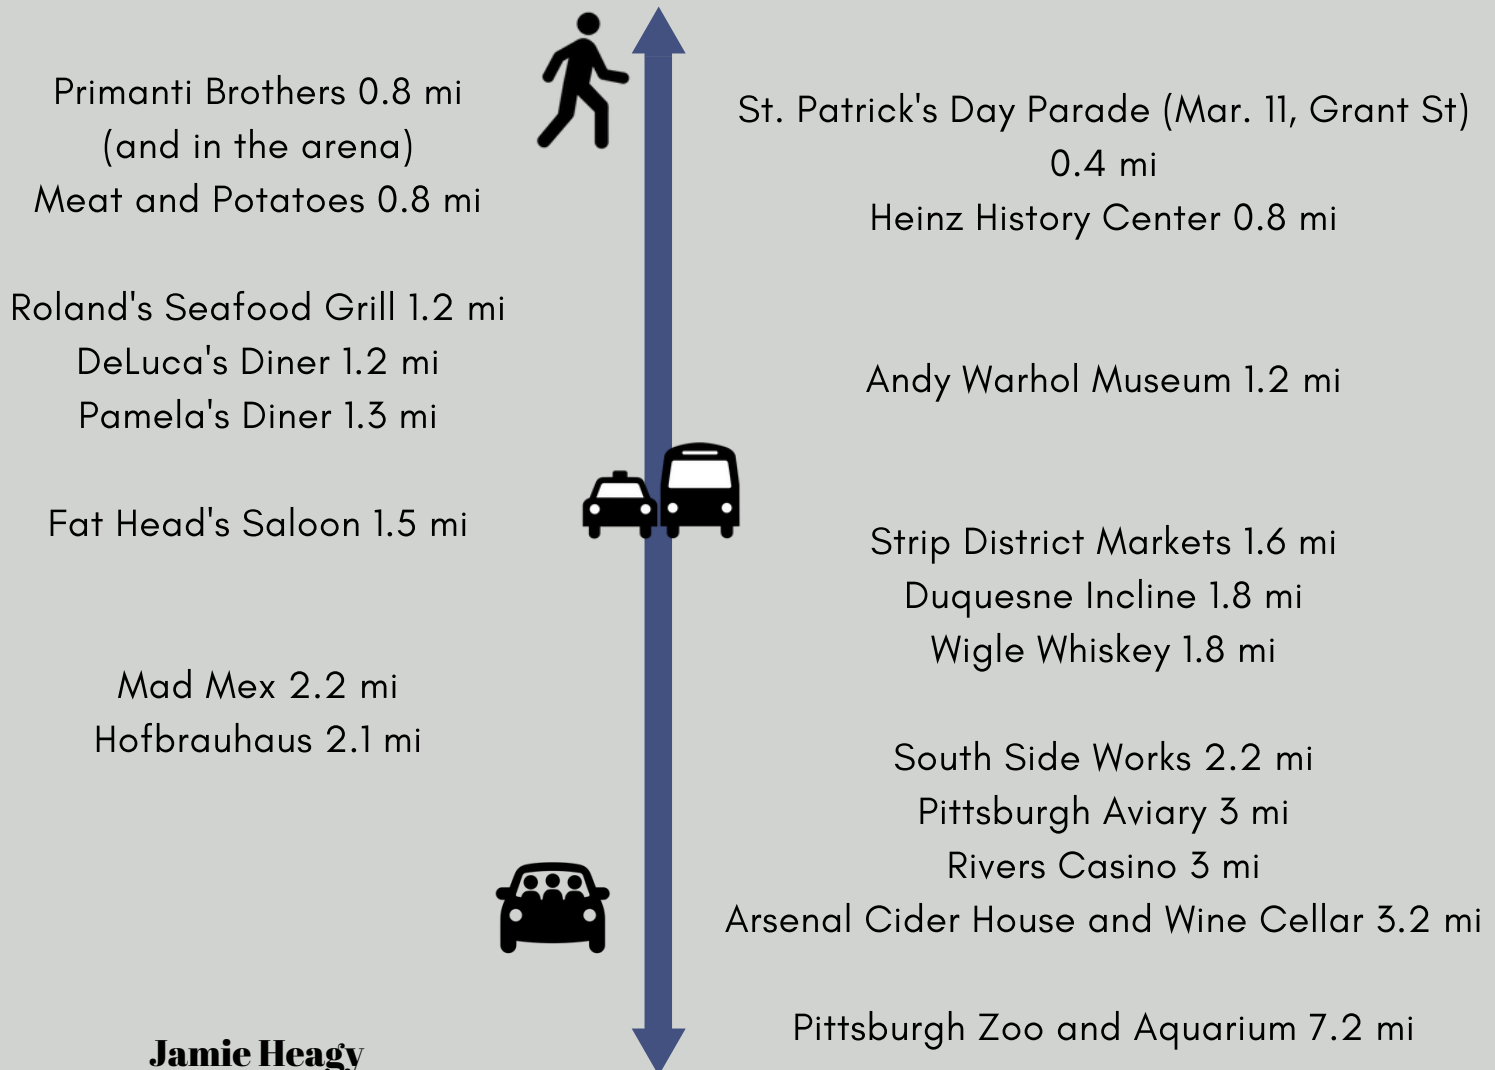 Primanti Brothers 0.8 mi
(and in the arena)
Meat and Potatoes 0.8 mi
Roland's Seafood Grill 1.2 mi
DeLuca's Diner 1.2 mi
Pamela's Diner 1.3 mi
Fat Head's Saloon 1.5 mi
Mad Mex 2.2 mi
Hofbrauhaus 2.1 mi
Jamie Heagy
St. Patrick's Day Parade (Mar. 11, Grant St)
0.4 mi
Heinz History Center 0.8 mi
Andy Warhol Museum 1.2 mi
Strip District Markets 1.6 mi
Duquesne Incline 1.8 mi
Wigle Whiskey 1.8 mi
South Side Works 2.2 mi
Pittsburgh Aviary 3 mi
Rivers Casino 3 mi
Arsenal Cider House and Wine Cellar 3.2 mi
Pittsburgh Zoo and Aquarium 7.2 mi